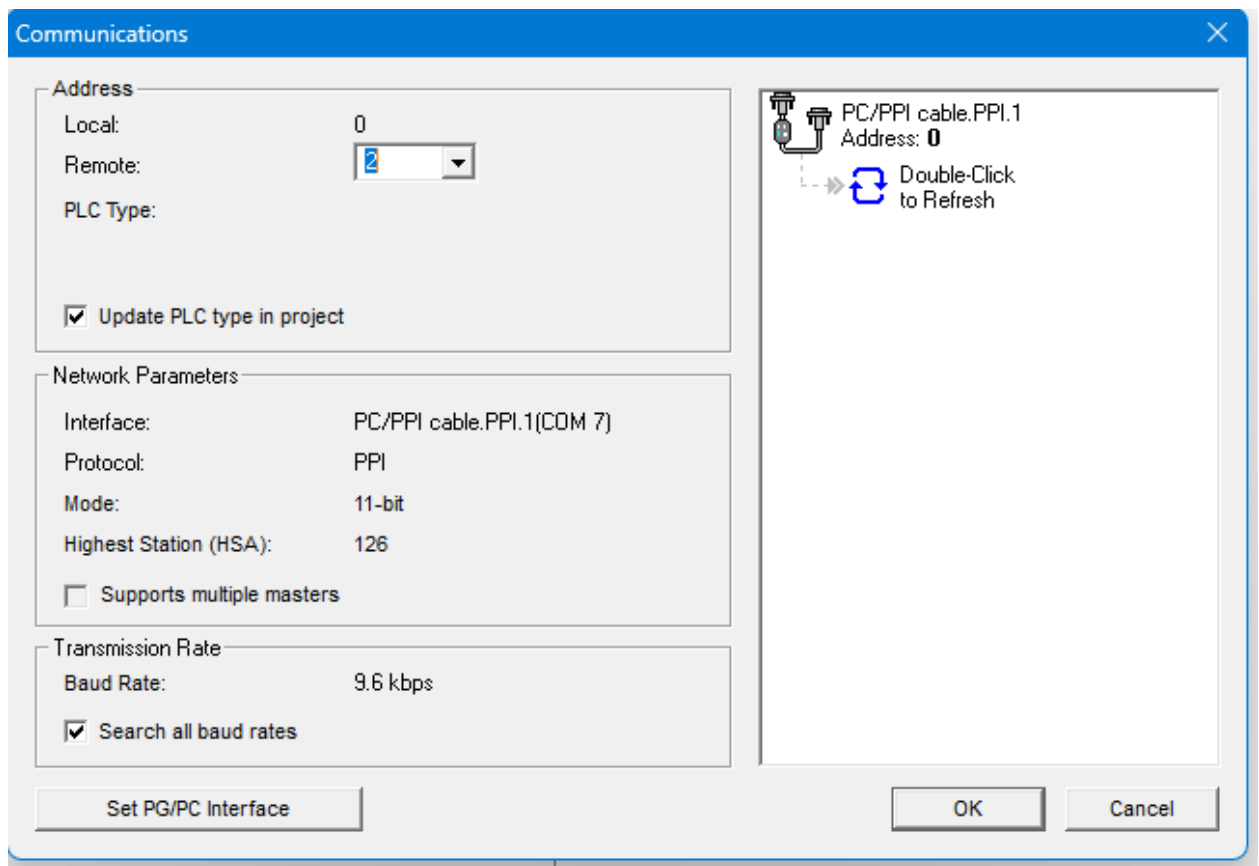 Communications
Address
Local: 0
Remote: 2
PLC Type:
Update PLC type in project
Network Parameters
Interface: PC/PPI cable.PPI.1(COM 7)
Protocol: PPI
Mode: 11-bit
Highest Station (HSA): 126
Supports multiple masters
Transmission Rate
Baud Rate: 9.6 kbps
Search all baud rates
Set PG/PC Interface
PC/PPI cable.PPI.1
Address: 0
Double-Click
to Refresh
OK
Cancel